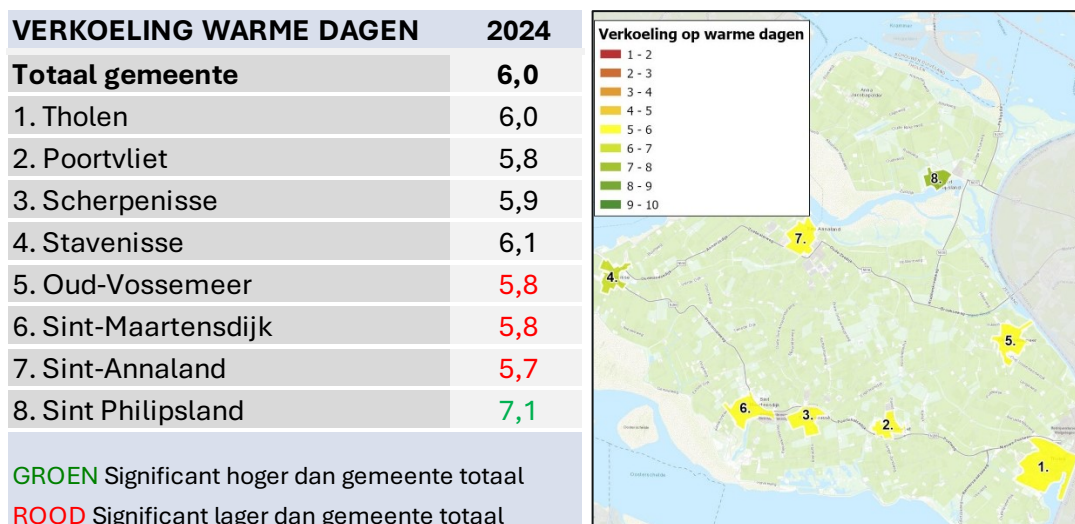 VERKOELING WARME DAGEN 2024
Totaal gemeente 6,0
1. Tholen 6,0
2. Poortvliet 5,8
3. Scherpenisse 5,9
4. Stavenisse 6,1
5. Oud-Vossemeer 5,8
6. Sint-Maartensdijk 5,8
7. Sint-Annaland 5,7
8. Sint Philipsland 7,1
GROEN Significant hoger dan gemeente totaal
ROOD Significant lager dan gemeente totaal
Verkoeling op warme dagen
1 - 2
2 - 3
3 - 4
4 - 5
5 - 6
6 - 7
7 - 8
8 - 9
9 - 10
8.
7.
4.
5.
6.
3.
2.
1.